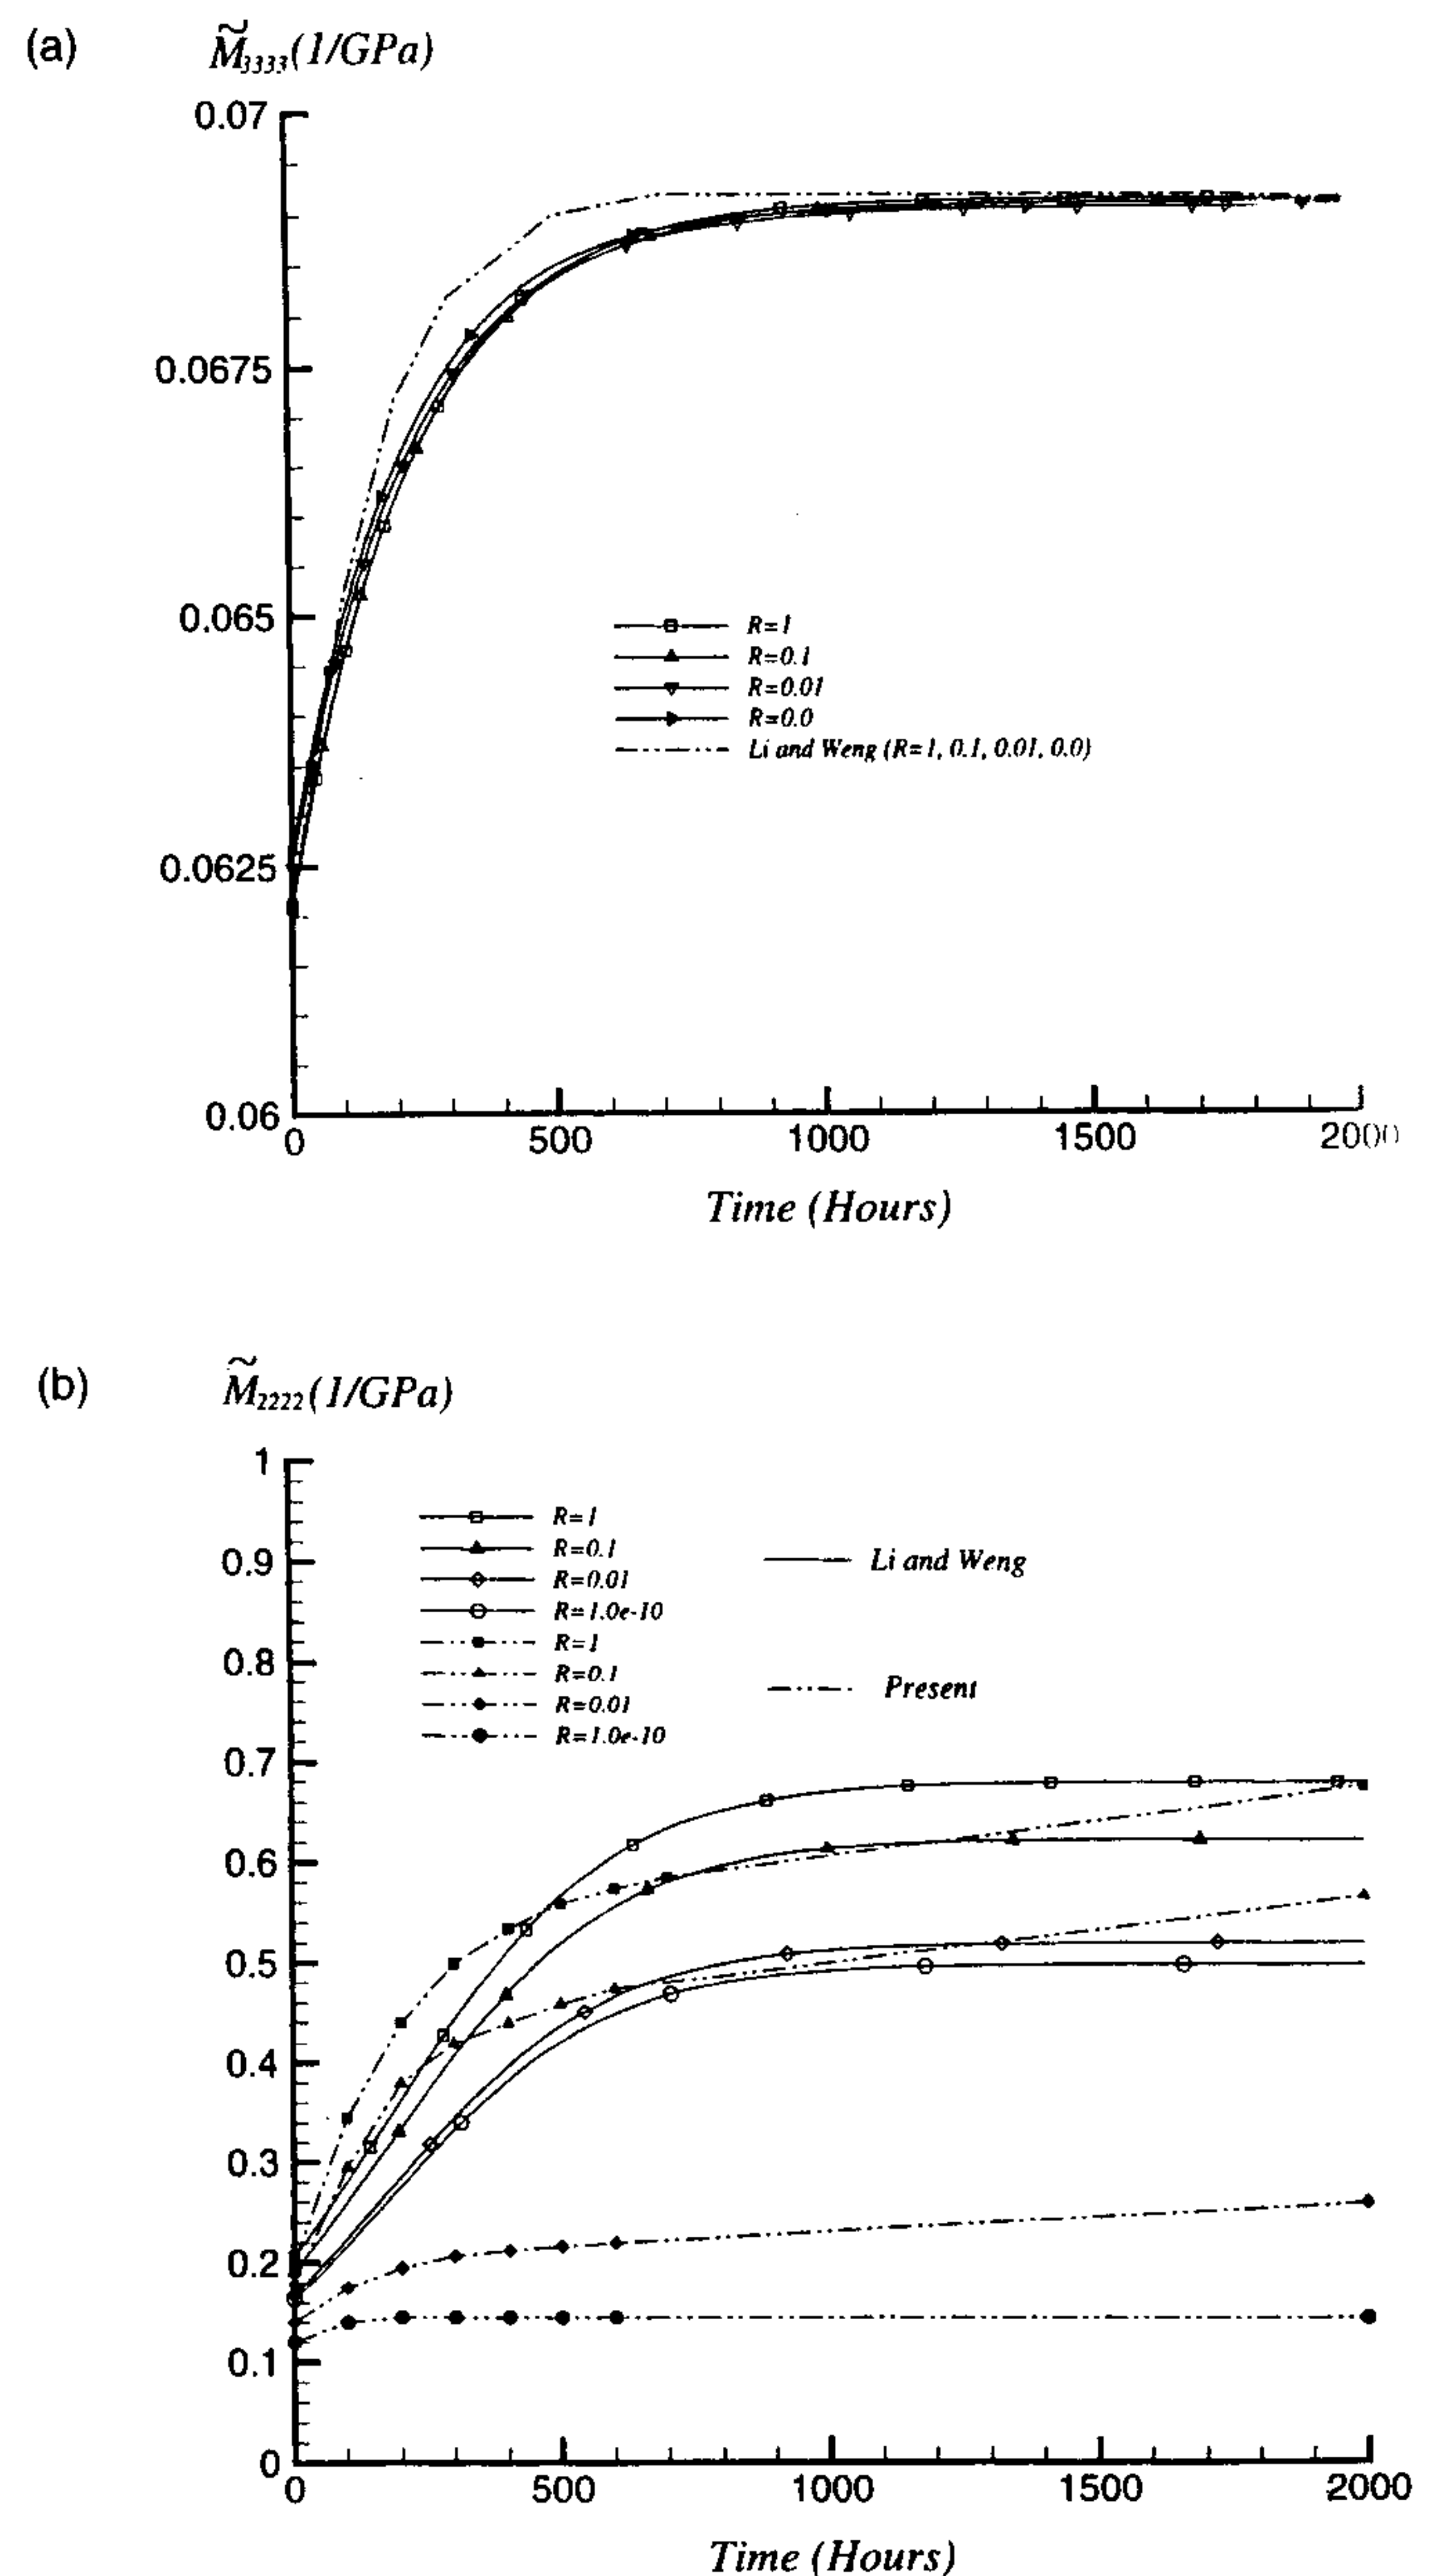 (a)
M̃3333(1/GPa)
0.07
0.0675
0.065
0.0625
0.06
0 500 1000 1500 2000
Time (Hours)
R=1
R=0.1
R=0.01
R=0.0
Li and Weng (R=1, 0.1, 0.01, 0.0)
(b)
M̃2222(1/GPa)
1
0.9
0.8
0.7
0.6
0.5
0.4
0.3
0.2
0.1
0
R=1
R=0.1
R=0.01
R=1.0e-10
R=1
R=0.1
R=0.01
R=1.0e-10
Li and Weng
Present
0 500 1000 1500 2000
Time (Hours)